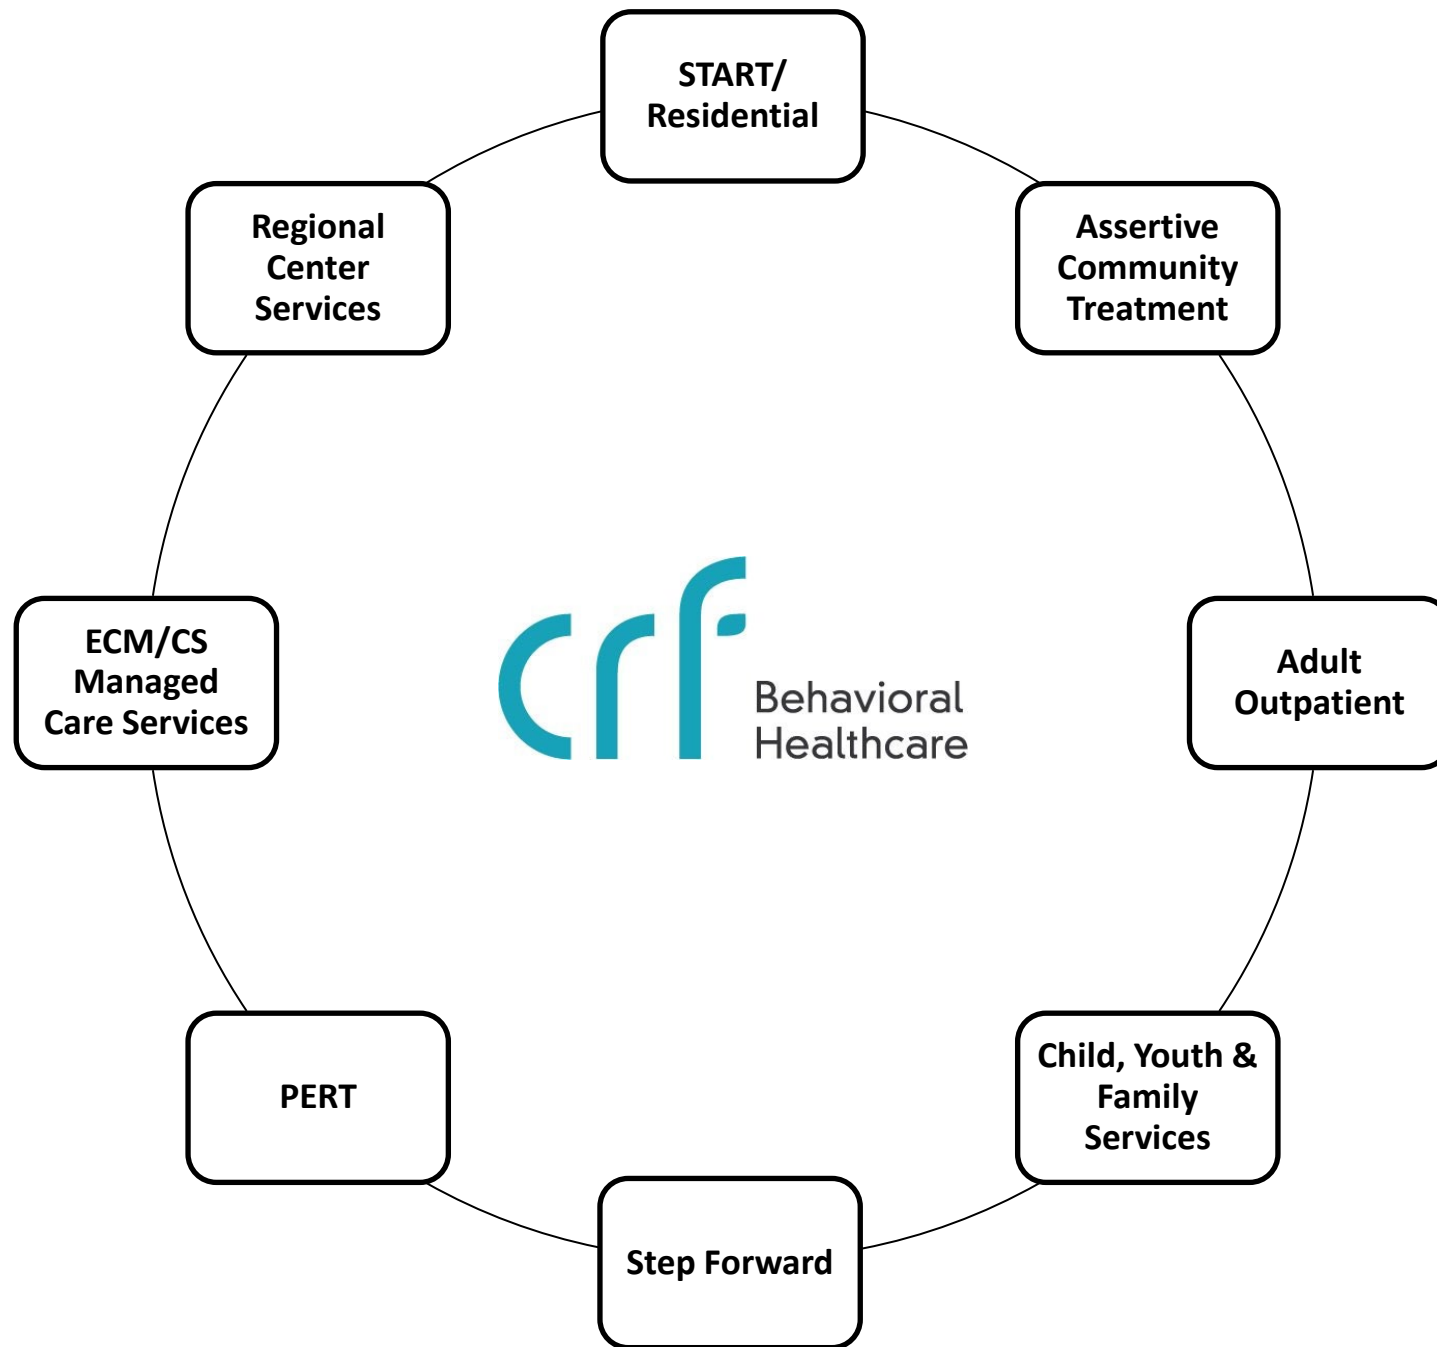 START/
Residential
Regional
Center
Services
Assertive
Community
Treatment
ECM/CS
Managed
Care Services
crf
Behavioral
Healthcare
Adult
Outpatient
PERT
Child, Youth &
Family
Services
Step Forward